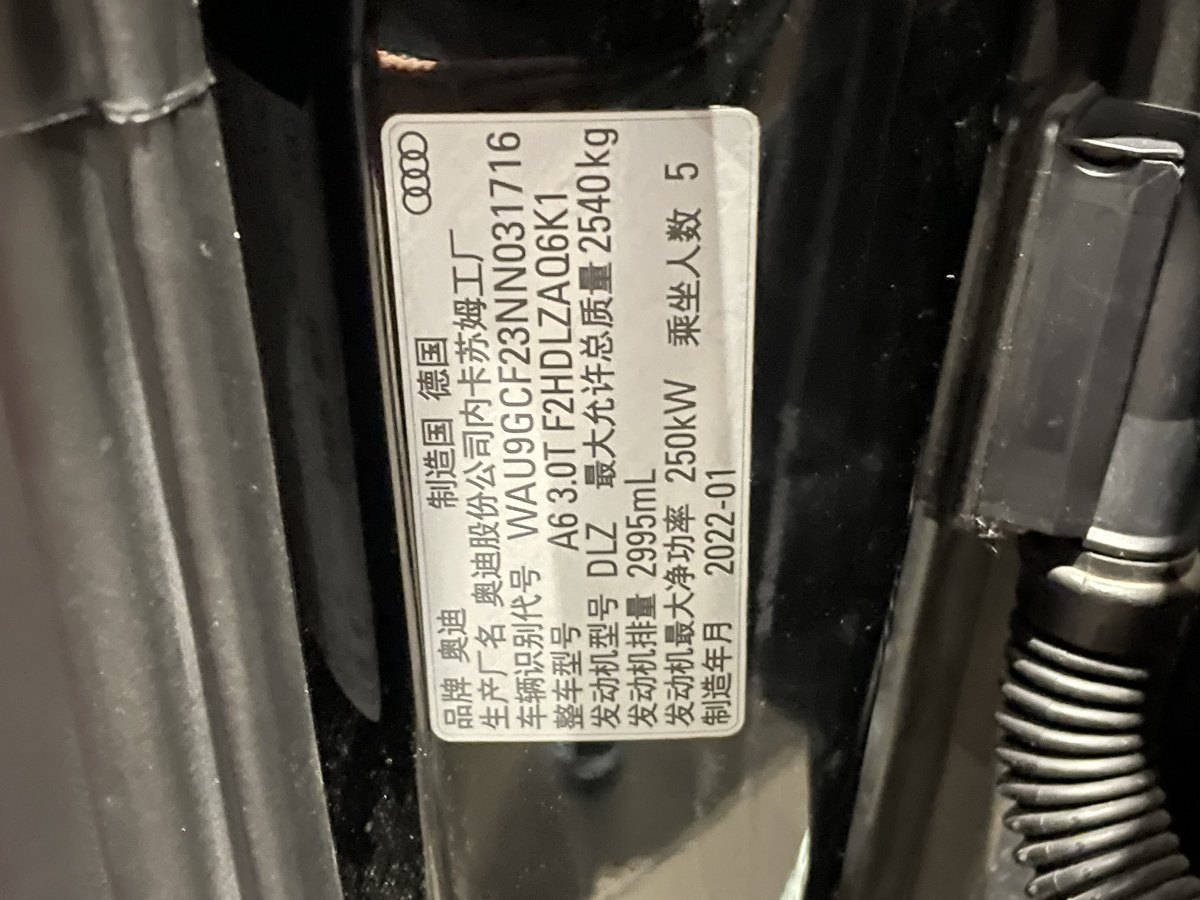 品牌 奥迪 制造国 德国
生产厂名 奥迪股份公司内卡苏姆工厂
车辆识别代号 WAU9GCF23NN031716
整车型号 A6 3.0T F2HDLZAQ6K1
发动机型号 DLZ 最大允许总质量 2540kg
发动机排量 2995mL
发动机最大净功率 250kW 乘坐人数 5
制造年月 2022-01